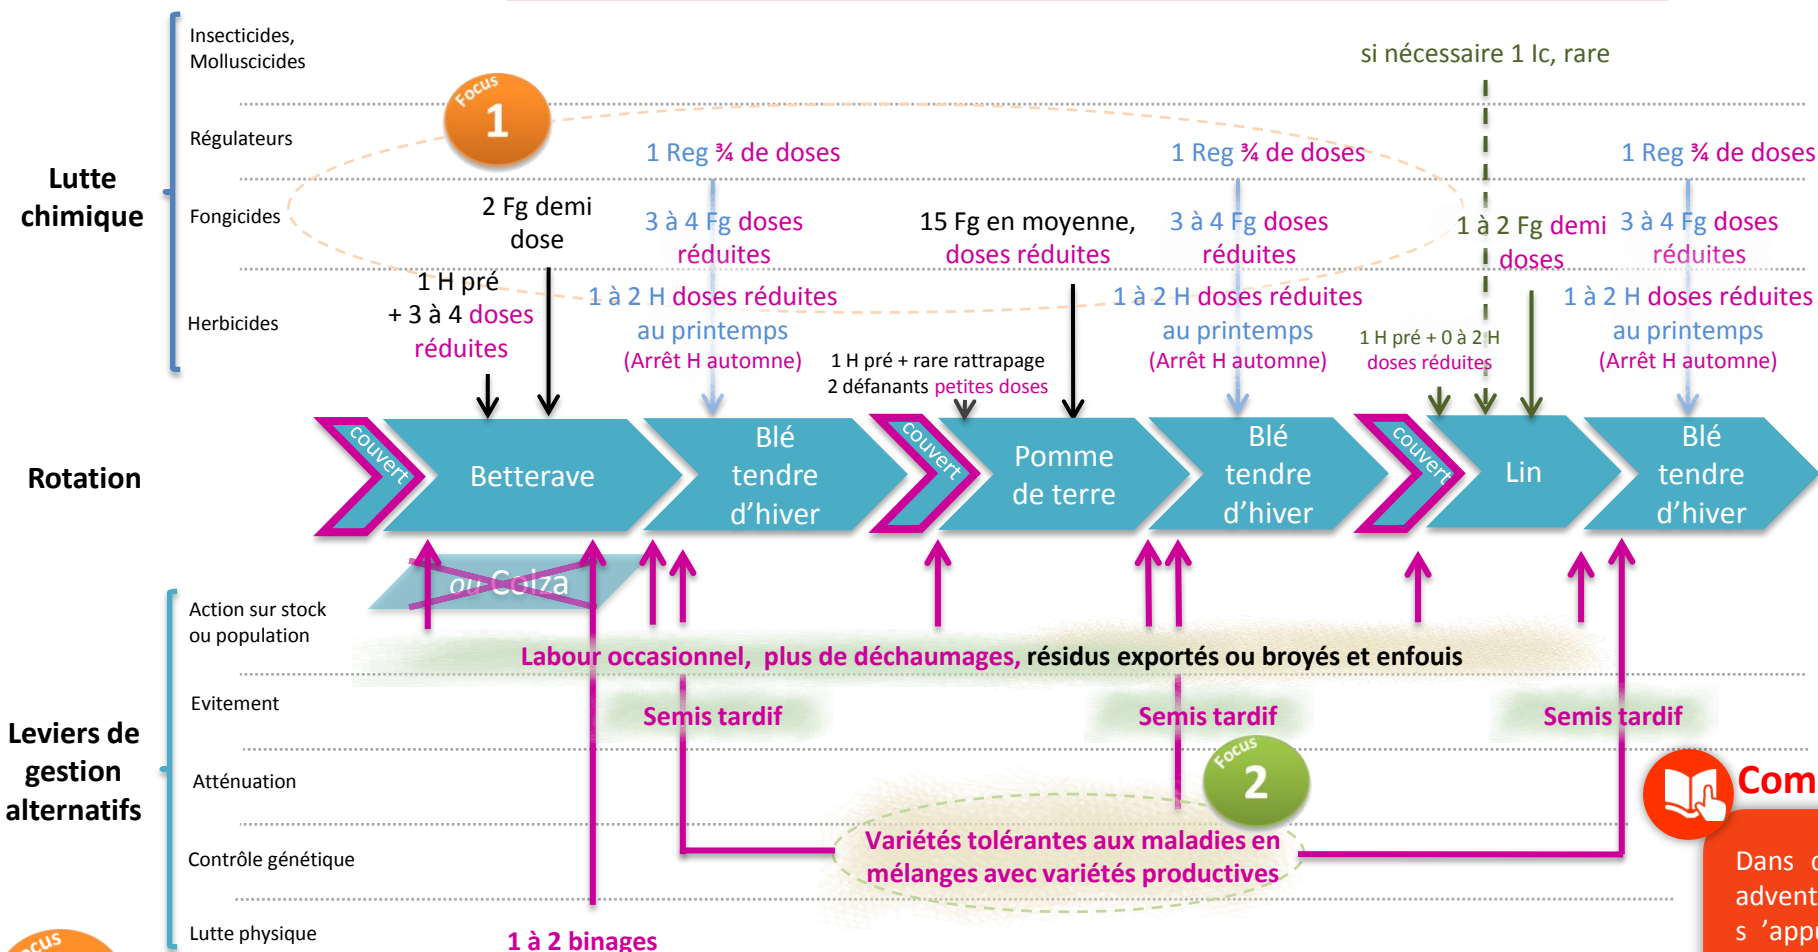 Insecticides,
Molluscicides
si nécessaire 1 Ic, rare
Focus
1
Régulateurs
1 Reg ¾ de doses
1 Reg ¾ de doses
1 Reg ¾ de doses
Lutte
chimique
Fongicides
2 Fg demi
dose
3 à 4 Fg doses
réduites
15 Fg en moyenne,
doses réduites
3 à 4 Fg doses
réduites
1 à 2 Fg demi
doses
3 à 4 Fg doses
réduites
Herbicides
1 H pré
+ 3 à 4 doses
réduites
1 à 2 H doses réduites
au printemps
(Arrêt H automne)
1 H pré + rare rattrapage
2 défanants petites doses
1 à 2 H doses réduites
au printemps
(Arrêt H automne)
1 H pré + 0 à 2 H
doses réduites
1 à 2 H doses réduites
au printemps
(Arrêt H automne)
Rotation
couvert
Betterave
Blé
tendre
d’hiver
couvert
Pomme
de terre
Blé
tendre
d’hiver
couvert
Lin
Blé
tendre
d’hiver
ou Colza
Leviers de
gestion
alternatifs
Action sur stock
ou population
Labour occasionnel, plus de déchaumages, résidus exportés ou broyés et enfouis
Evitement
Semis tardif
Semis tardif
Semis tardif
Atténuation
Focus
2
Contrôle génétique
Variétés tolérantes aux maladies en
mélanges avec variétés productives
Lutte physique
1 à 2 binages
Com
Dans
advent
s ’appu